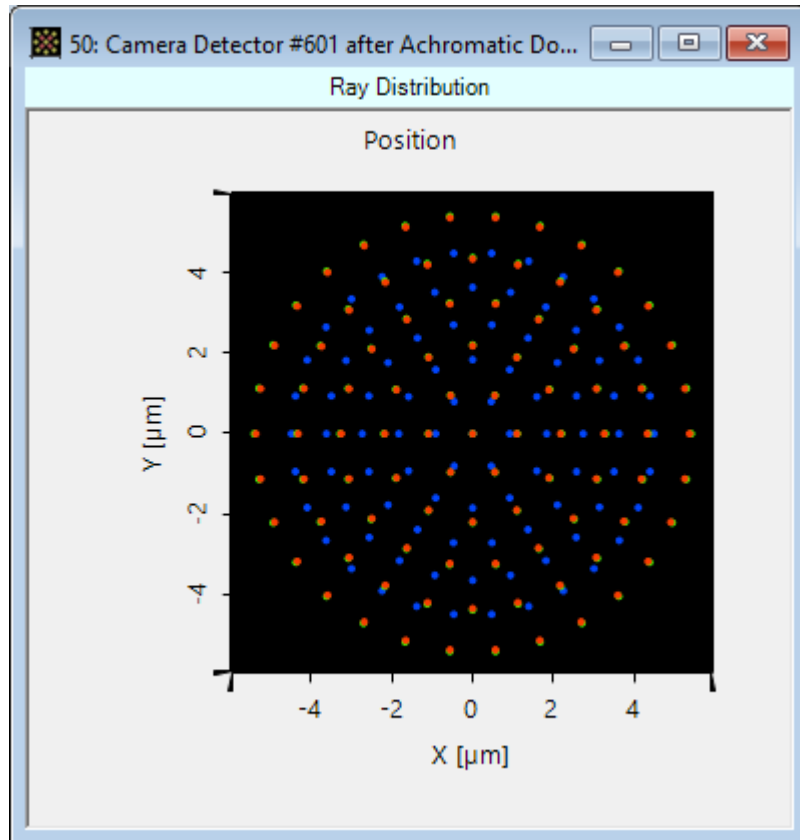 50: Camera Detector #601 after Achromatic Do...
Ray Distribution
Position
4
2
0
-2
-4
Y [µm]
-4 -2 0 2 4
X [µm]